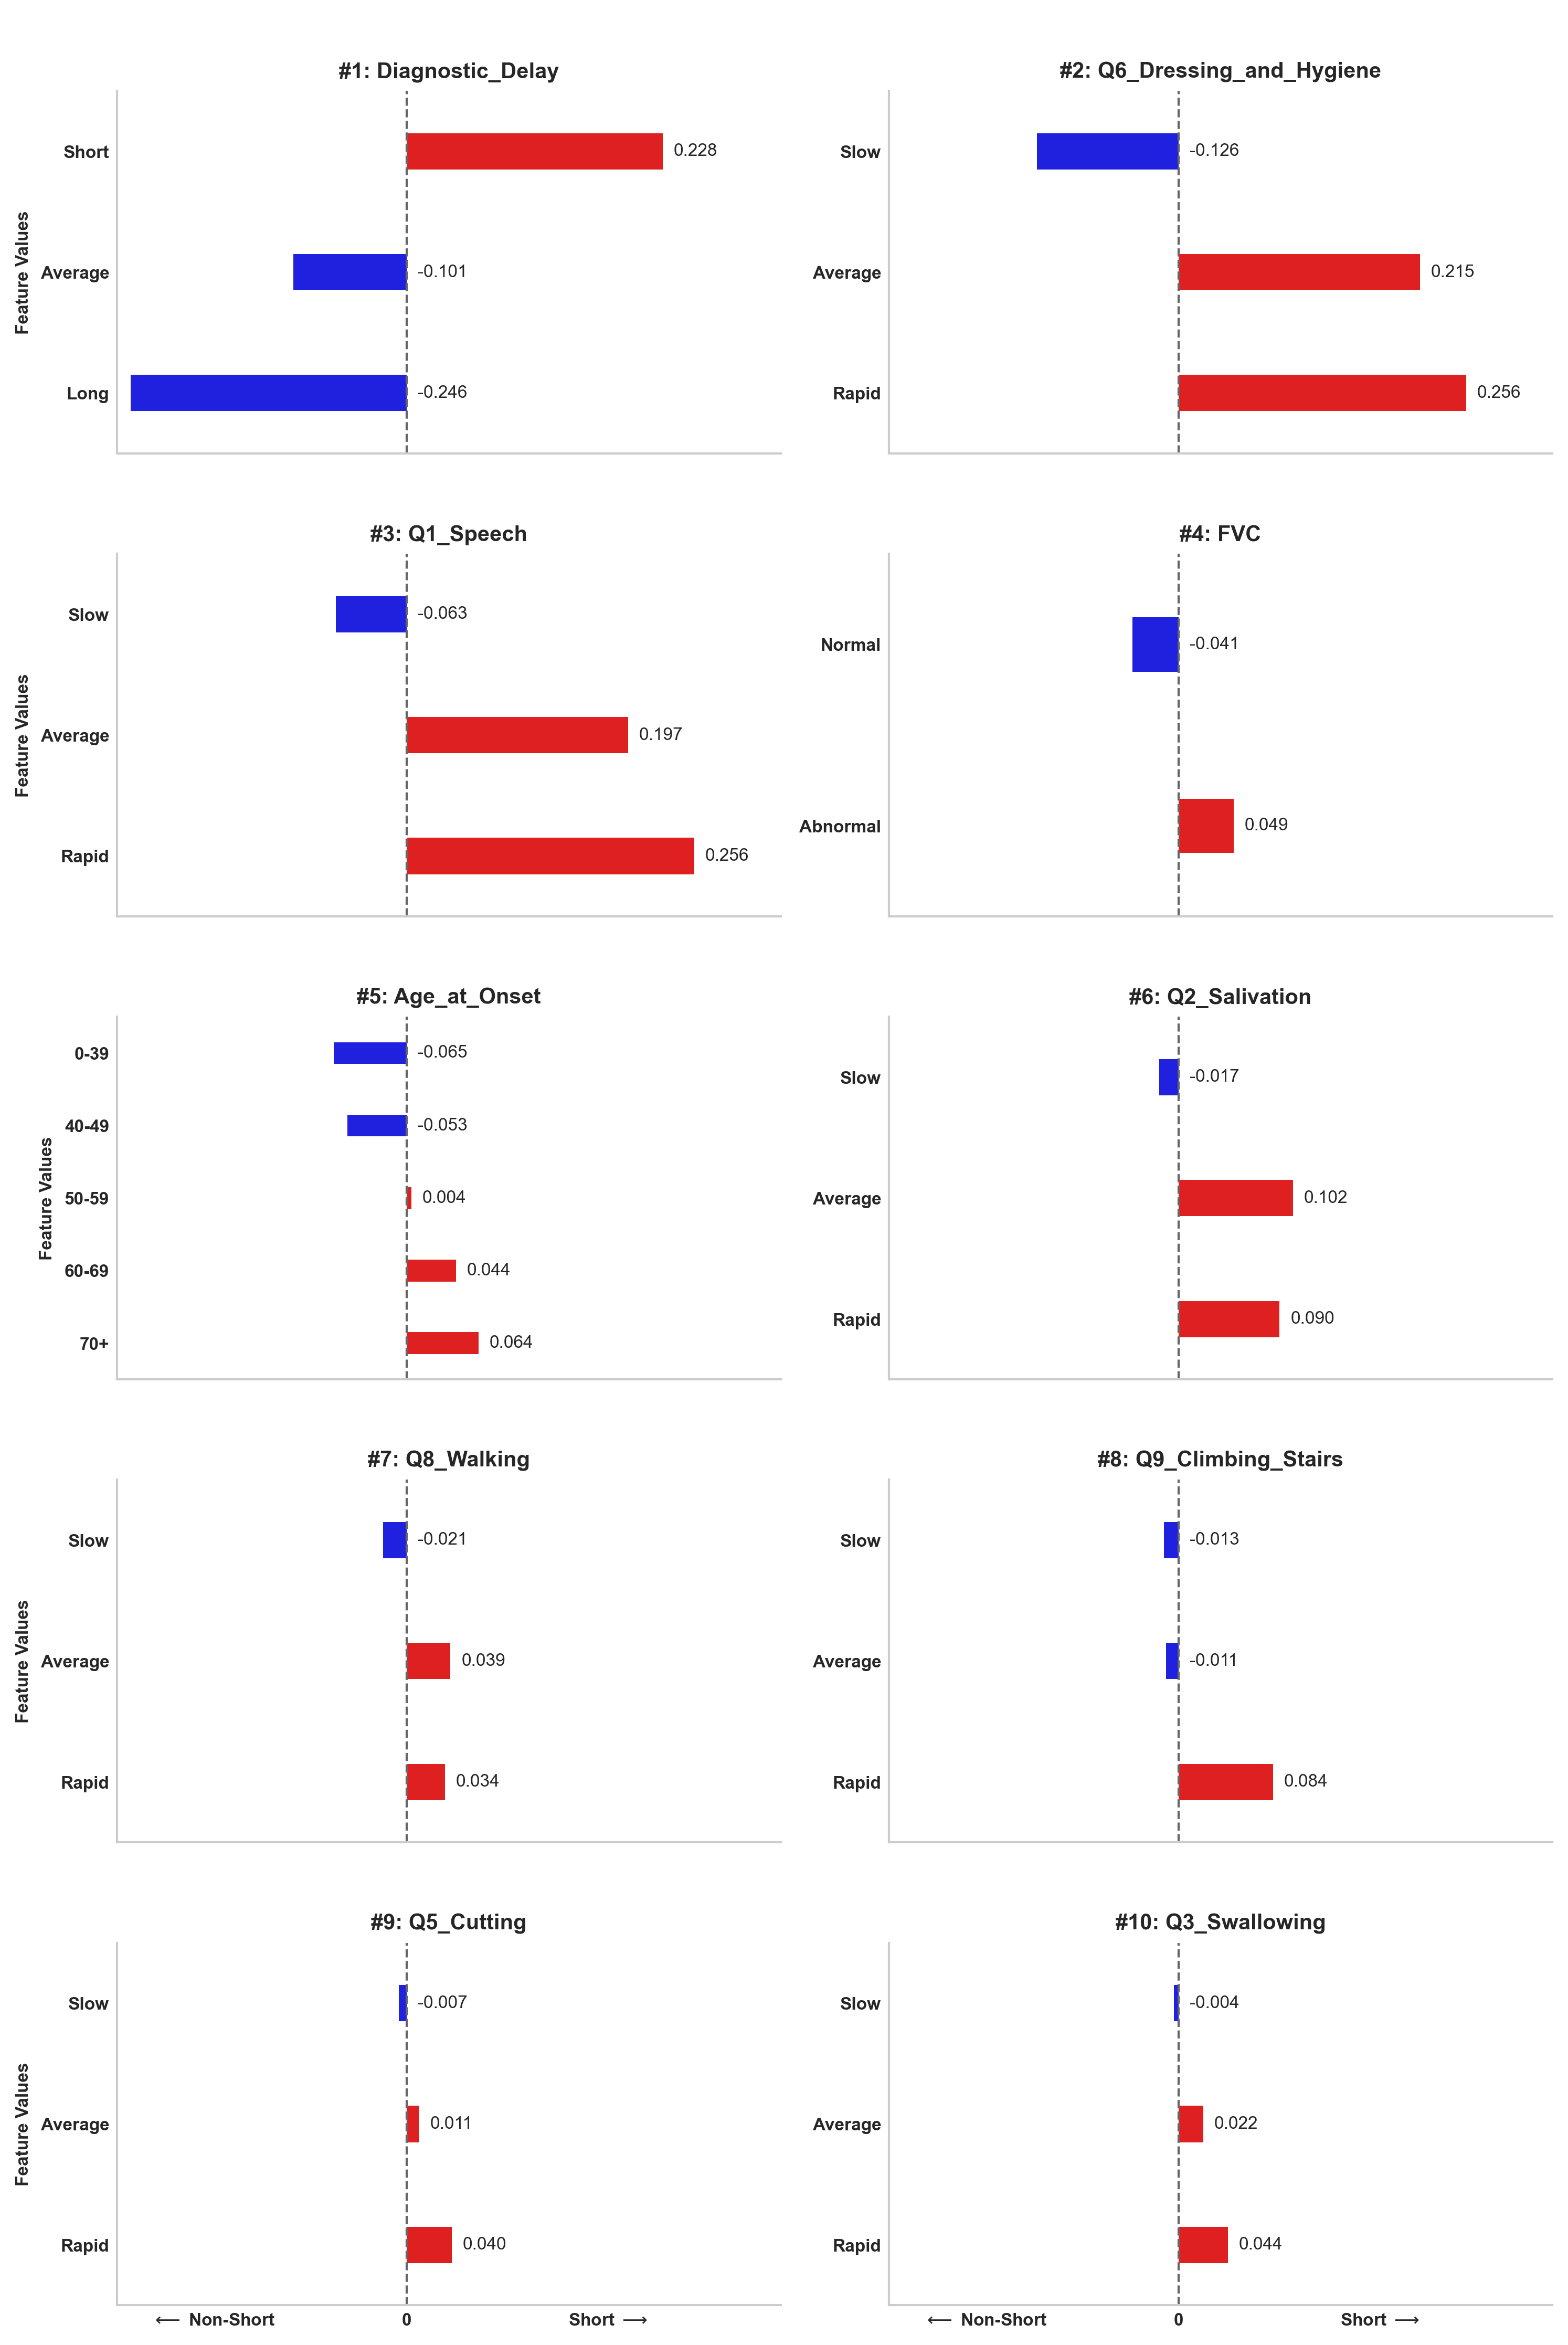 #1: Diagnostic_Delay
Feature Values
Short
0.228
Average
-0.101
Long
-0.246
#2: Q6_Dressing_and_Hygiene
Slow
-0.126
Average
0.215
Rapid
0.256
#3: Q1_Speech
Feature Values
Slow
-0.063
Average
0.197
Rapid
0.256
#4: FVC
Normal
-0.041
Abnormal
0.049
#5: Age_at_Onset
Feature Values
0-39
-0.065
40-49
-0.053
50-59
0.004
60-69
0.044
70+
0.064
#6: Q2_Salivation
Slow
-0.017
Average
0.102
Rapid
0.090
#7: Q8_Walking
Feature Values
Slow
-0.021
Average
0.039
Rapid
0.034
#8: Q9_Climbing_Stairs
Slow
-0.013
Average
-0.011
Rapid
0.084
#9: Q5_Cutting
Feature Values
Slow
-0.007
Average
0.011
Rapid
0.040
⟵ Non-Short 0 Short ⟶
#10: Q3_Swallowing
Slow
-0.004
Average
0.022
Rapid
0.044
⟵ Non-Short 0 Short ⟶